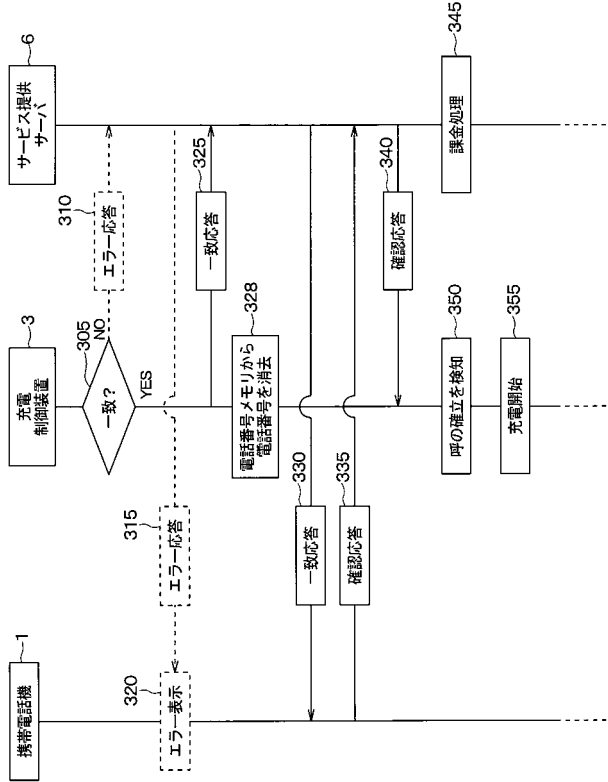 携帯電話機
1
充電
制御装置
3
サービス提供
サーバ
6
一致?
305
NO
YES
エラー応答
310
エラー応答
315
エラー表示
320
一致応答
325
電話番号メモリから
電話番号を消去
328
一致応答
330
確認応答
335
確認応答
340
課金処理
345
呼の確立を検知
350
充電開始
355